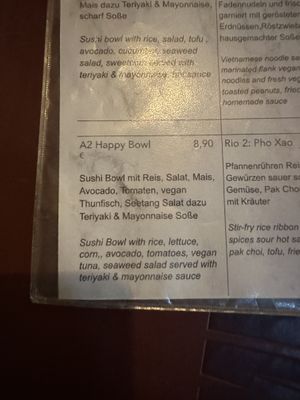 Mais dazu Teriyaki & Mayonnaise,
scharf Soße
Sushi bowl with rice, salad, tofu ,
avocado, cucumber, seaweed
salad, sweetcorn served with
teriyaki & mayonnaise, hot sauce
Fadennudeln und frisc
garniert mit gerösteter
Erdnüssen,Röstzwiebe
hausgemachter Soße
Vietnamese noodle sa
marinated flank vegan
noodles and fresh veg
toasted peanuts, fried
homemade sauce
A2 Happy Bowl 8,90
€
Sushi Bowl mit Reis, Salat, Mais,
Avocado, Tomaten, vegan
Thunfisch, Seetang Salat dazu
Teriyaki & Mayonnaise Soße
Sushi Bowl with rice, lettuce,
corn,, avocado, tomatoes, vegan
tuna, seaweed salad served with
teriyaki & mayonnaise sauce
Rio 2: Pho Xao
Pfannenrühren Rei
Gewürzen sauer sc
Gemüse, Pak Cho
mit Kräuter
Stir-fry rice ribbon
spices sour hot sa
pak choi, tofu, frie